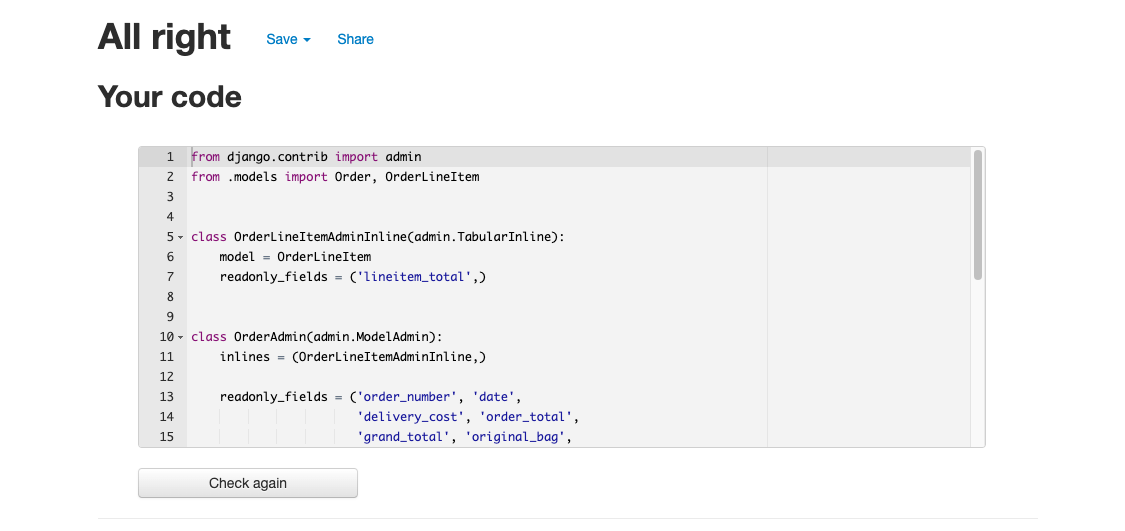 All right
Save
Share
Your code
1 from django.contrib import admin
2 from .models import Order, OrderLineItem
3
4
5 class OrderLineItemAdminInline(admin.TabularInline):
6     model = OrderLineItem
7     readonly_fields = ('lineitem_total',)
8
9
10 class OrderAdmin(admin.ModelAdmin):
11     inlines = (OrderLineItemAdminInline,)
12
13     readonly_fields = ('order_number', 'date',
14                        'delivery_cost', 'order_total',
15                        'grand_total', 'original_bag',
Check again